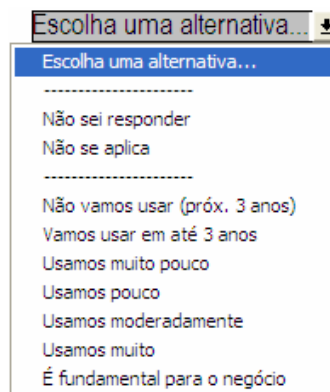 Escolha uma alternativa...
Escolha uma alternativa...
----------------------
Não sei responder
Não se aplica
----------------------
Não vamos usar (próx. 3 anos)
Vamos usar em até 3 anos
Usamos muito pouco
Usamos pouco
Usamos moderadamente
Usamos muito
É fundamental para o negócio